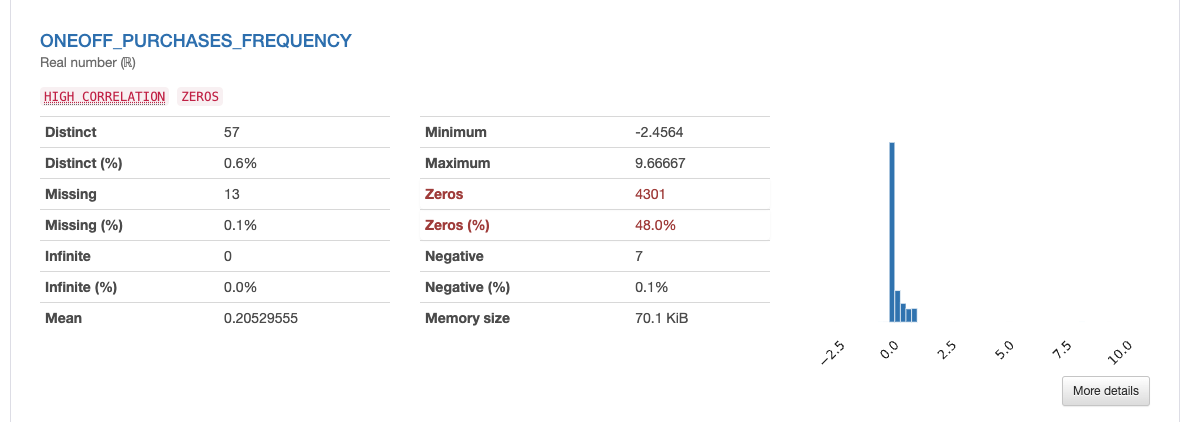 ONEOFF_PURCHASES_FREQUENCY
Real number (ℝ)
HIGH CORRELATION ZEROS
Distinct 57
Distinct (%) 0.6%
Missing 13
Missing (%) 0.1%
Infinite 0
Infinite (%) 0.0%
Mean 0.20529555
Minimum -2.4564
Maximum 9.66667
Zeros 4301
Zeros (%) 48.0%
Negative 7
Negative (%) 0.1%
Memory size 70.1 KiB
−2.5 0.0 2.5 5.0 7.5 10.0
More details